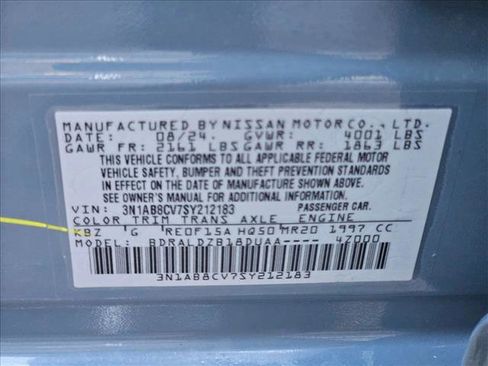 MANUFACTURED BY NISSAN MOTOR CO., LTD.
DATE: 08/24 GVWR: 4001 LBS
GAWR FR: 2161 LBS GAWR RR: 1863 LBS
THIS VEHICLE CONFORMS TO ALL APPLICABLE FEDERAL MOTOR
VEHICLE SAFETY, BUMPER AND THEFT PREVENTION STANDARDS
IN EFFECT ON THE DATE OF MANUFACTURE SHOWN ABOVE.
SEE OWNER'S MANUAL FOR ADDITIONAL INFORMATION.
VIN: 3N1AB8CV7SY212183 PASSENGER CAR
COLOR TRIM TRANS AXLE ENGINE
KBZ G RE0F15A HQ50 MR20 1997 CC
MODEL: BDRALDZB18DUAA---- 4Z000
3N1AB8CV7SY212183